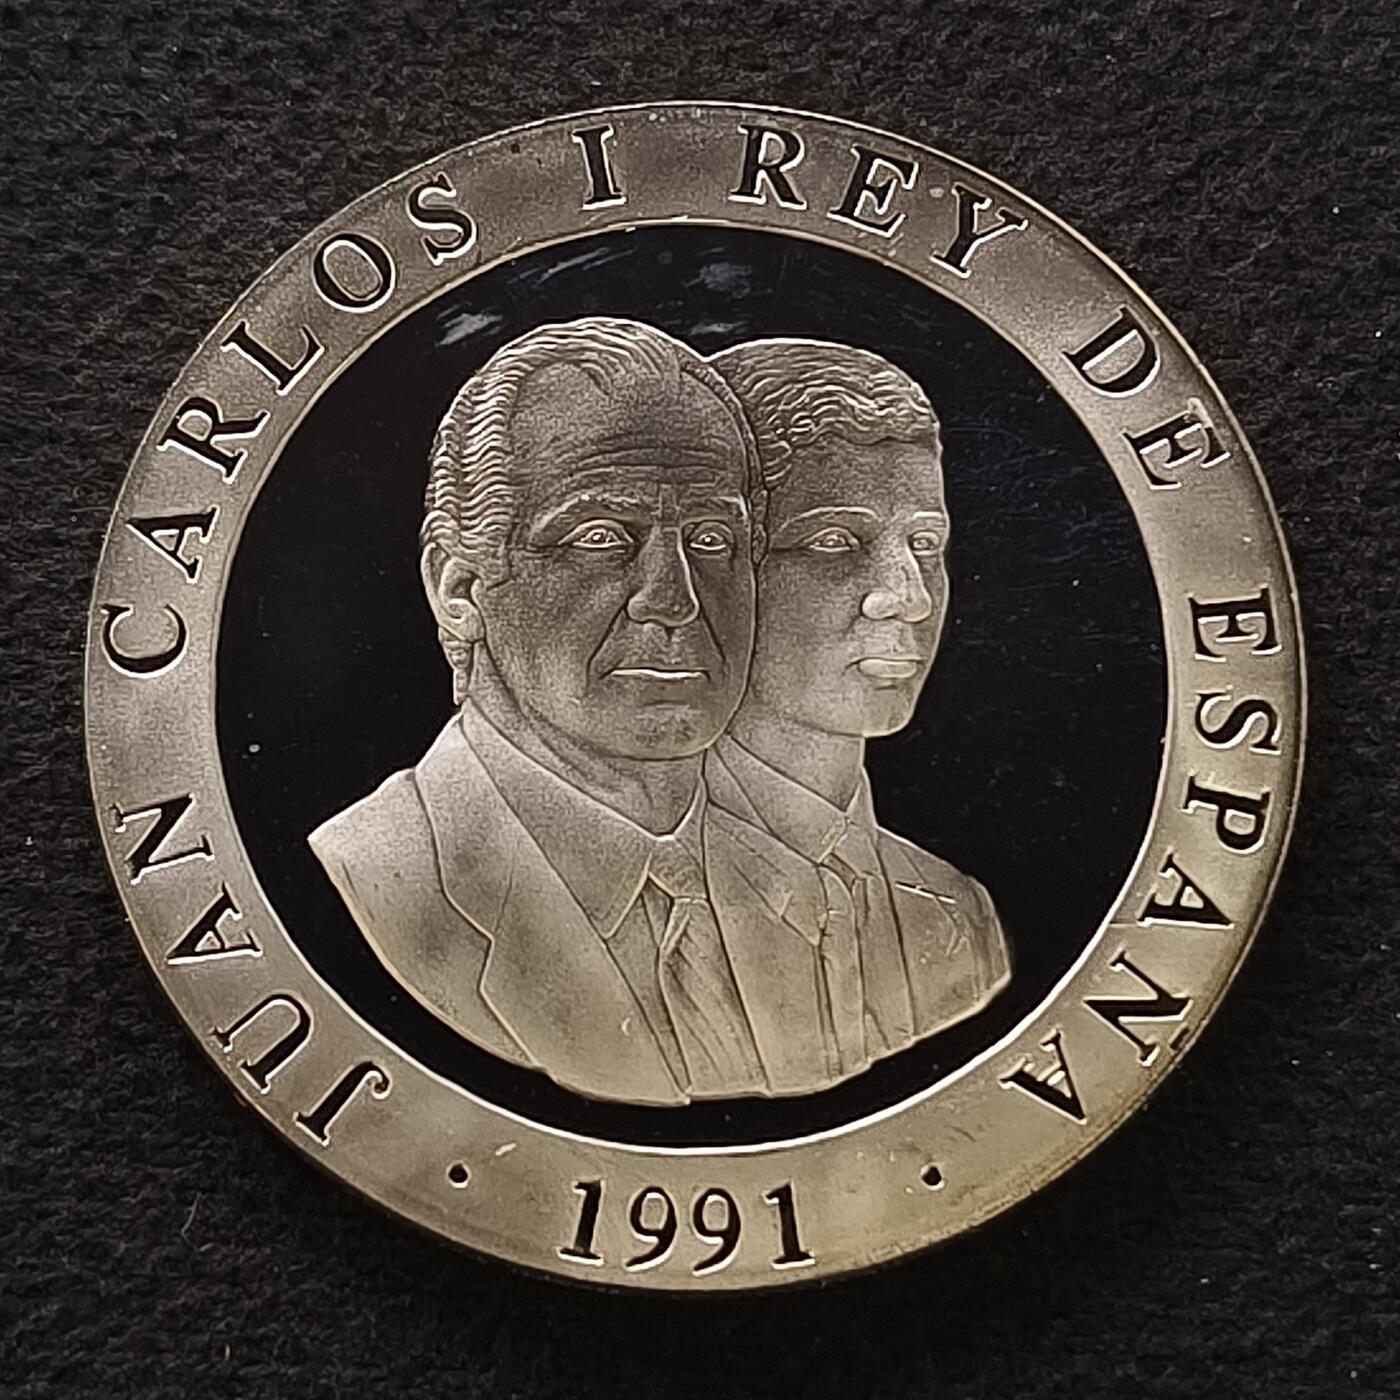 JUAN CARLOS I REY DE ESPAÑA
· 1991 ·